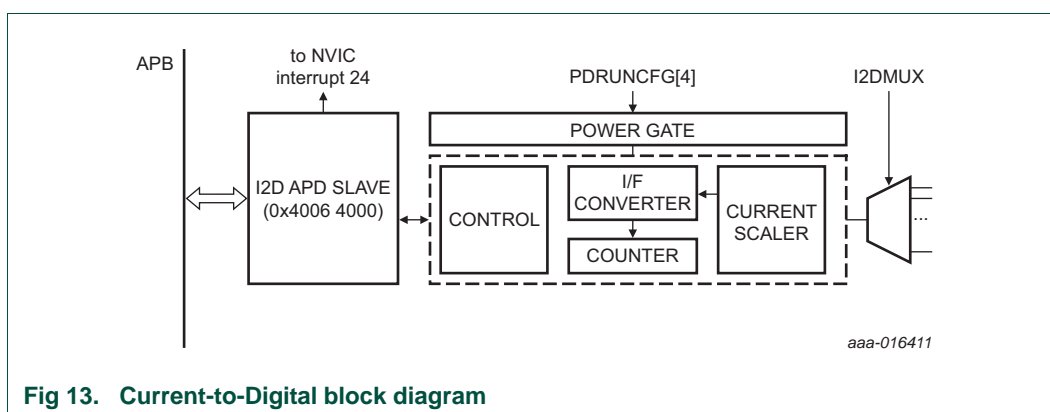 APB
to NVIC
interrupt 24
PDRUNCFG[4]
I2DMUX
POWER GATE
I2D APD SLAVE
(0x4006 4000)
CONTROL
I/F
CONVERTER
COUNTER
CURRENT
SCALER
...
aaa-016411
Fig 13. Current-to-Digital block diagram